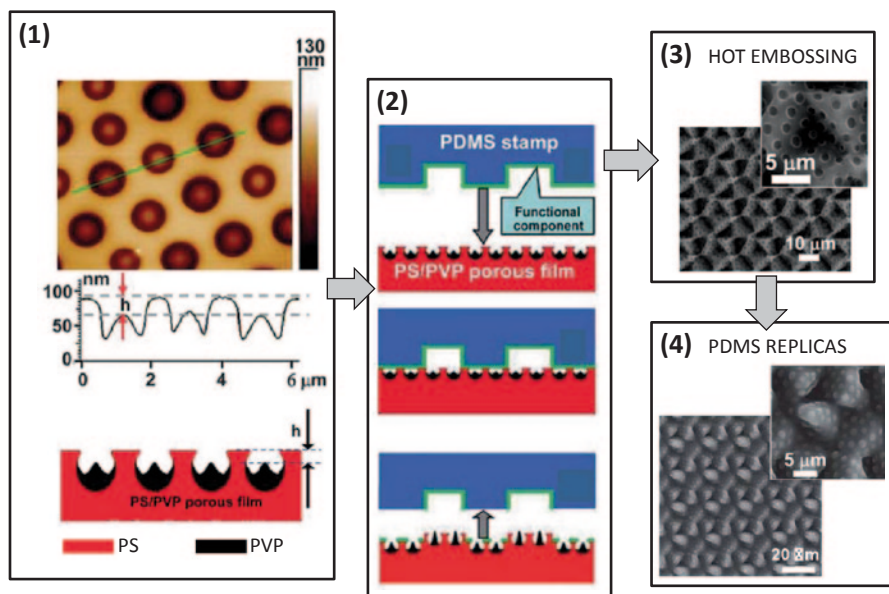 (1)
130
nm
nm
100
50
0
h
0 2 4 6 μm
h
PS/PVP porous film
PS PVP
(2)
PDMS stamp
Functional
component
PS/PVP porous film
(3) HOT EMBOSSING
5 μm
10 μm
(4) PDMS REPLICAS
5 μm
20 m